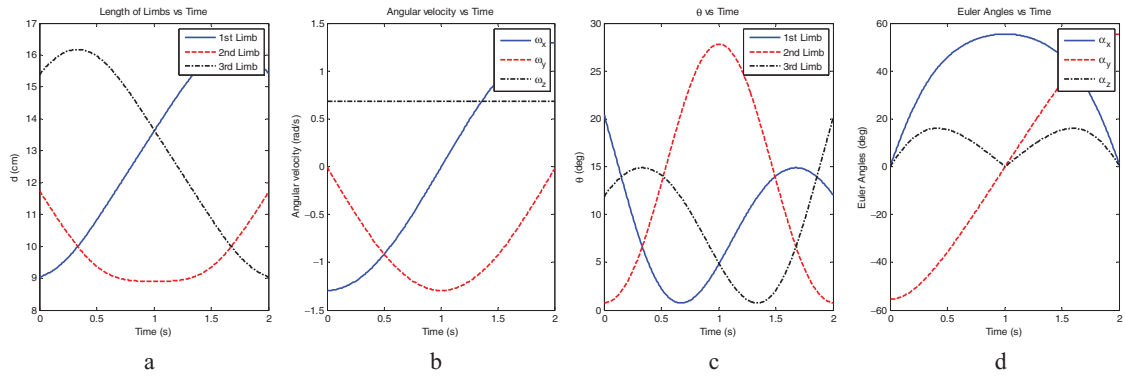 Length of Limbs vs Time
17
16
15
14
13
12
11
10
9
8
d (cm)
0
0.5
1
1.5
2
Time (s)
1st Limb
2nd Limb
3rd Limb
a
Angular velocity vs Time
1.5
1
0.5
0
−0.5
−1
−1.5
Angular velocity (rad/s)
0
0.5
1
1.5
2
Time (s)
ωx
ωy
ωz
b
θ vs Time
30
25
20
15
10
5
0
θ (deg)
0
0.5
1
1.5
2
Time (s)
1st Limb
2nd Limb
3rd Limb
c
Euler Angles vs Time
60
40
20
0
−20
−40
−60
Euler Angles (deg)
0
0.5
1
1.5
2
Time (s)
αx
αy
αz
d